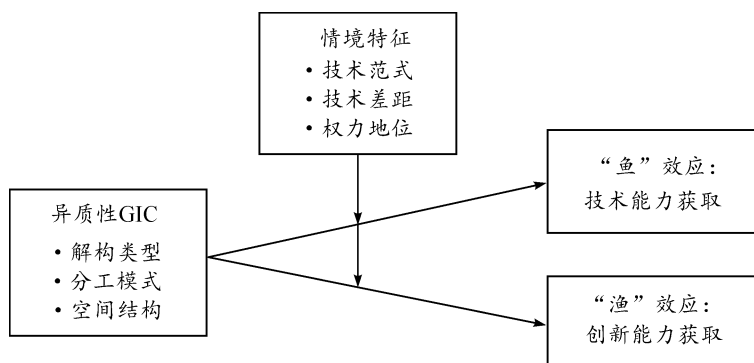 情境特征
• 技术范式
• 技术差距
• 权力地位
“鱼”效应：
技术能力获取
异质性GIC
• 解构类型
• 分工模式
• 空间结构
“渔”效应：
创新能力获取